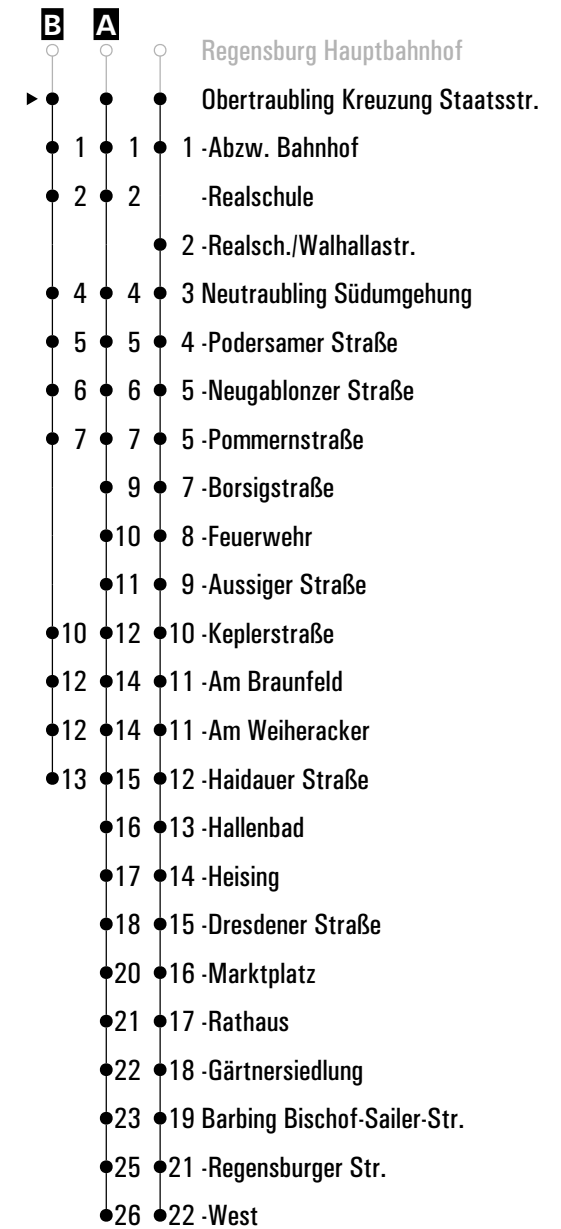 B A
Regensburg Hauptbahnhof
Obertraubling Kreuzung Staatsstr.
1 1 1 -Abzw. Bahnhof
2 2 -Realschule
2 -Realsch./Walhallastr.
4 4 3 Neutraubling Südumgehung
5 5 4 -Podersamer Straße
6 6 5 -Neugablonzer Straße
7 7 5 -Pommernstraße
9 7 -Borsigstraße
10 8 -Feuerwehr
11 9 -Aussiger Straße
10 12 10 -Keplerstraße
12 14 11 -Am Braunfeld
12 14 11 -Am Weiheracker
13 15 12 -Haidauer Straße
16 13 -Hallenbad
17 14 -Heising
18 15 -Dresdener Straße
20 16 -Marktplatz
21 17 -Rathaus
22 18 -Gärtnersiedlung
23 19 Barbing Bischof-Sailer-Str.
25 21 -Regensburger Str.
26 22 -West